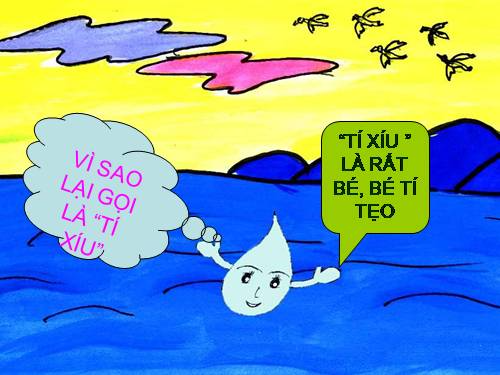 VÌ SAO
LẠI GỌI
LÀ “TÍ
XÍU”
“TÍ XÍU ”
LÀ RẤT
BÉ, BÉ TÍ
TẸO